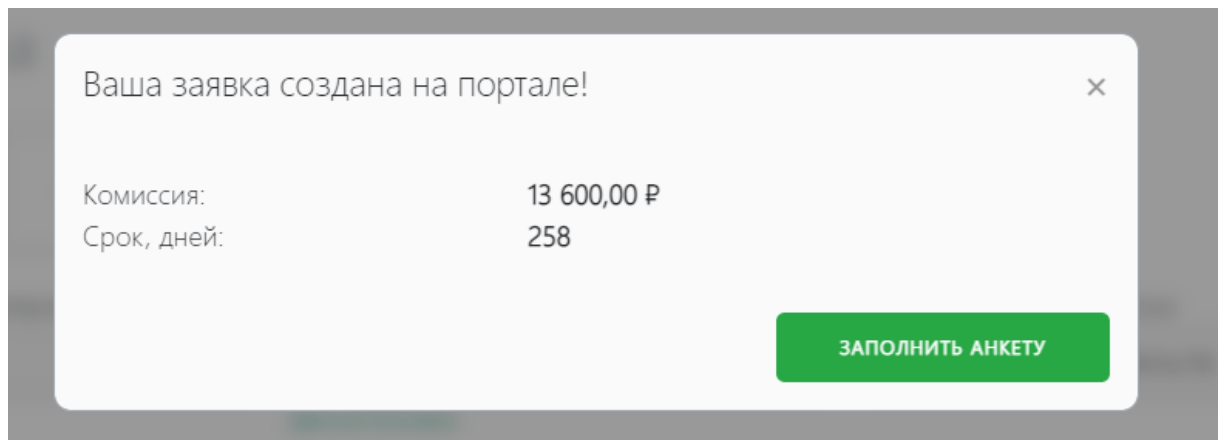 Ваша заявка создана на портале!
×
Комиссия: 13 600,00 ₽
Срок, дней: 258
ЗАПОЛНИТЬ АНКЕТУ